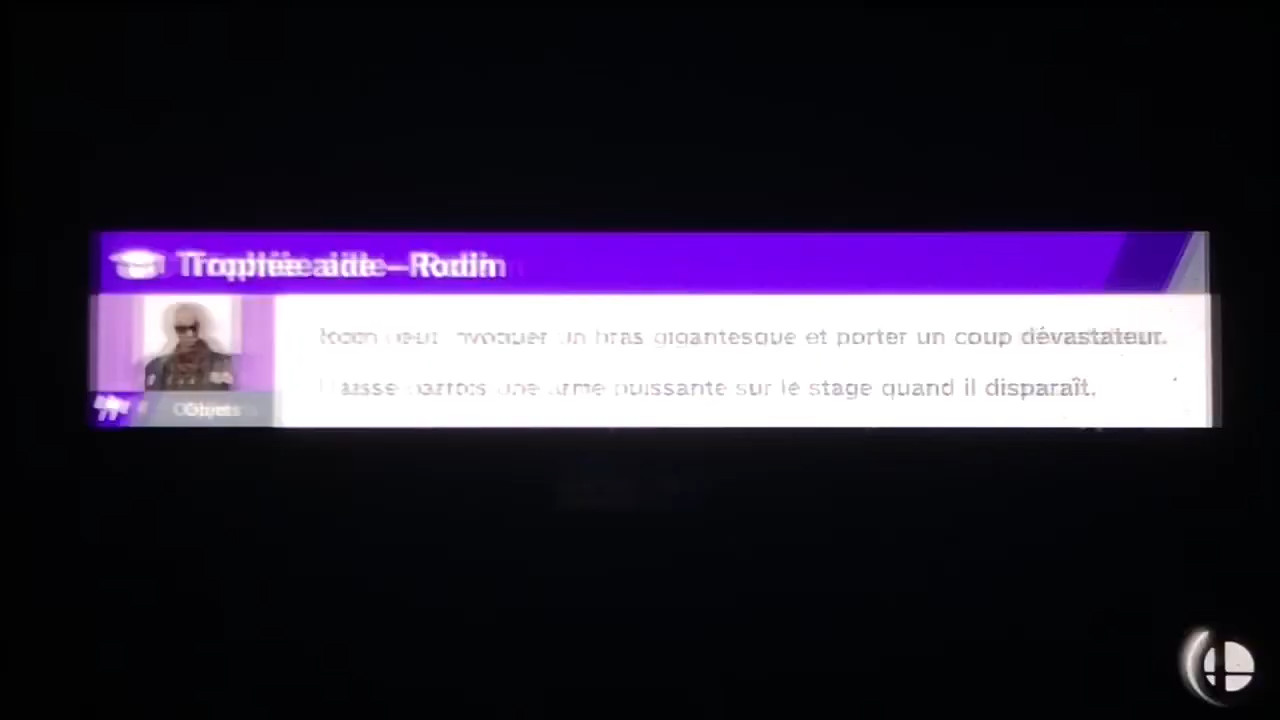 Trophée aide – Rodin
Rodin peut invoquer un bras gigantesque et porter un coup dévastateur.
Il laisse parfois une arme puissante sur le stage quand il disparaît.
Objets